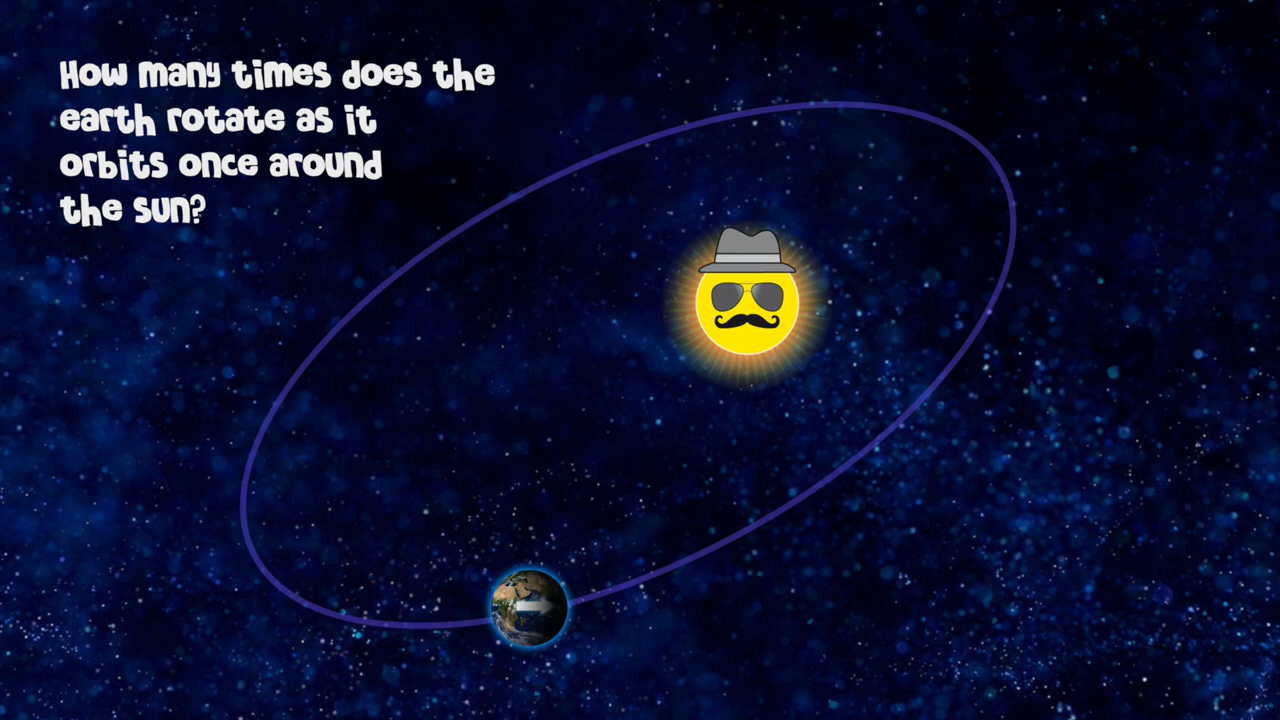 How many times does the
earth rotate as it
orbits once around
the sun?